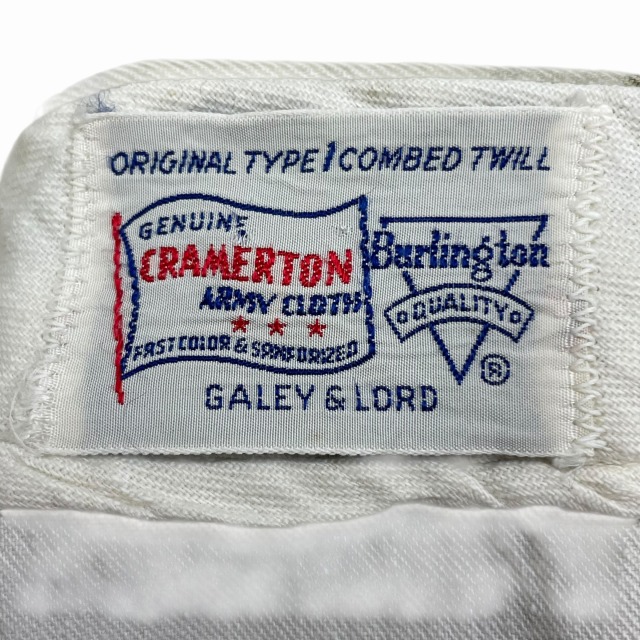 ORIGINAL TYPE 1 COMBED TWILL
GENUINE
CRAMERTON
ARMY CLOTH
FAST COLOR & SANFORIZED
Burlington
QUALITY
®
GALEY & LORD